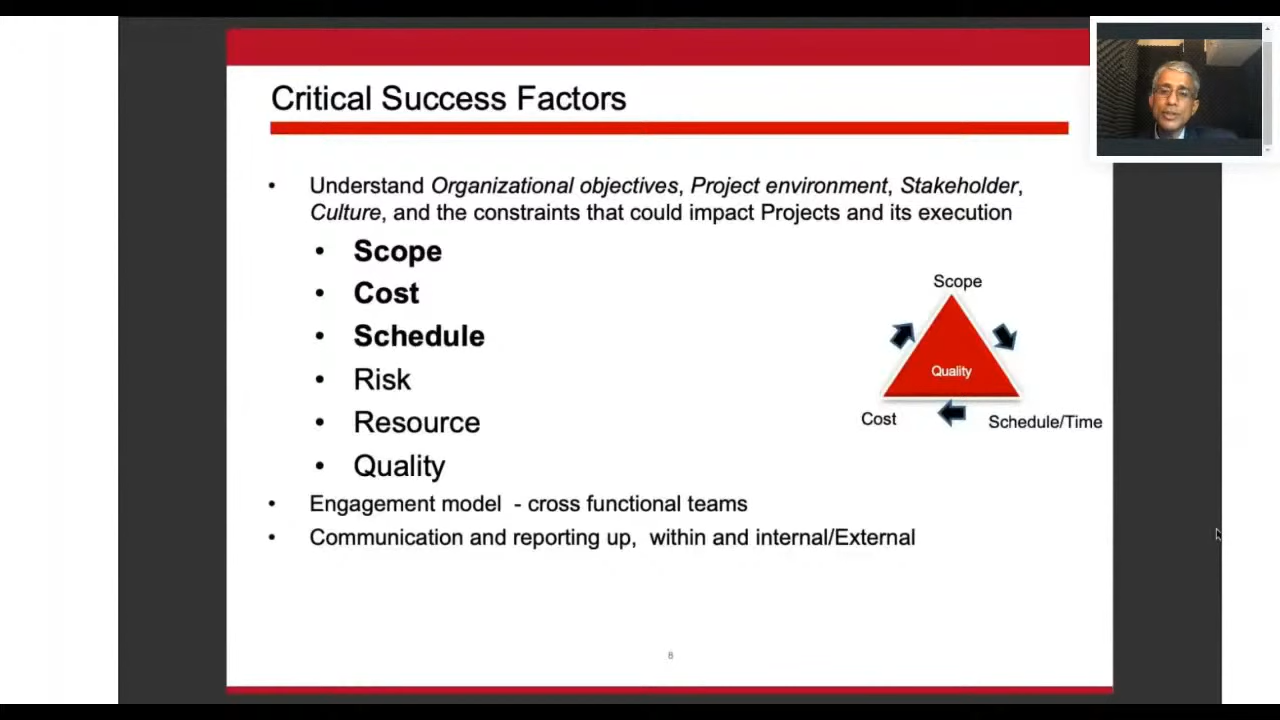 Critical Success Factors
• Understand Organizational objectives, Project environment, Stakeholder,
Culture, and the constraints that could impact Projects and its execution
• Scope
• Cost
• Schedule
• Risk
• Resource
• Quality
• Engagement model - cross functional teams
• Communication and reporting up, within and internal/External
Scope
Quality
Cost
Schedule/Time
8